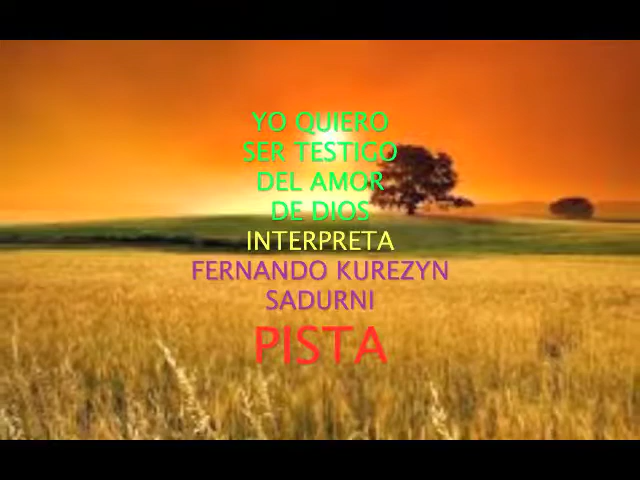 YO QUIERO
SER TESTIGO
DEL AMOR
DE DIOS
INTERPRETA
FERNANDO KUREZYN
SADURNI
PISTA